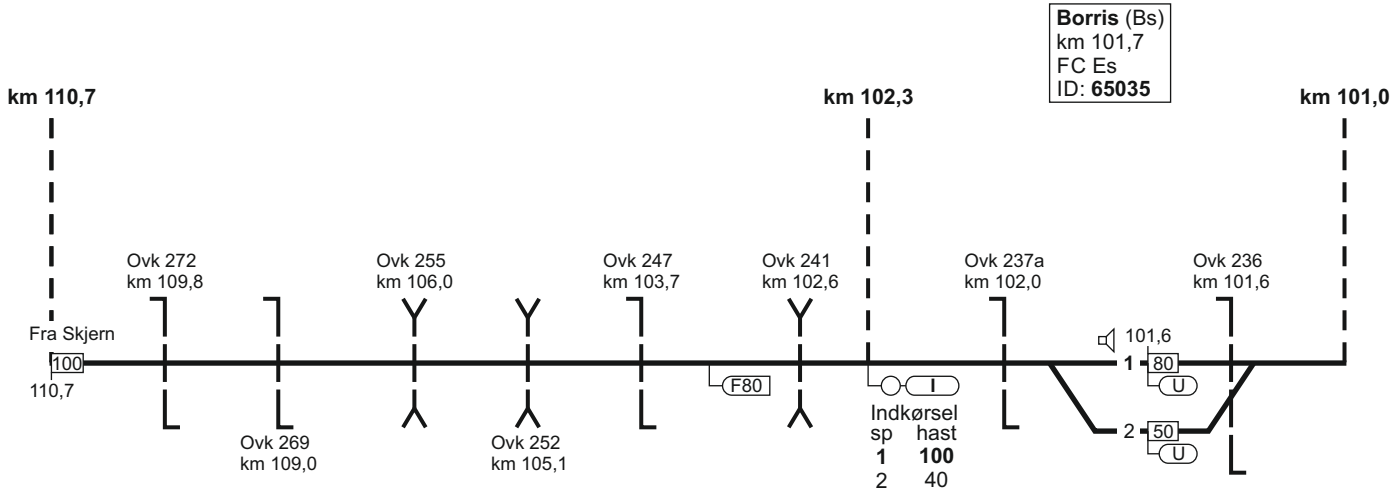 Borris (Bs)
km 101,7
FC Es
ID: 65035
km 110,7
km 102,3
km 101,0
Ovk 272
km 109,8
Ovk 255
km 106,0
Ovk 247
km 103,7
Ovk 241
km 102,6
Ovk 237a
km 102,0
Ovk 236
km 101,6
Fra Skjern
100
110,7
101,6
1
80
U
F80
I
Indkørsel
sp hast
1 100
2 40
2
50
U
Ovk 269
km 109,0
Ovk 252
km 105,1